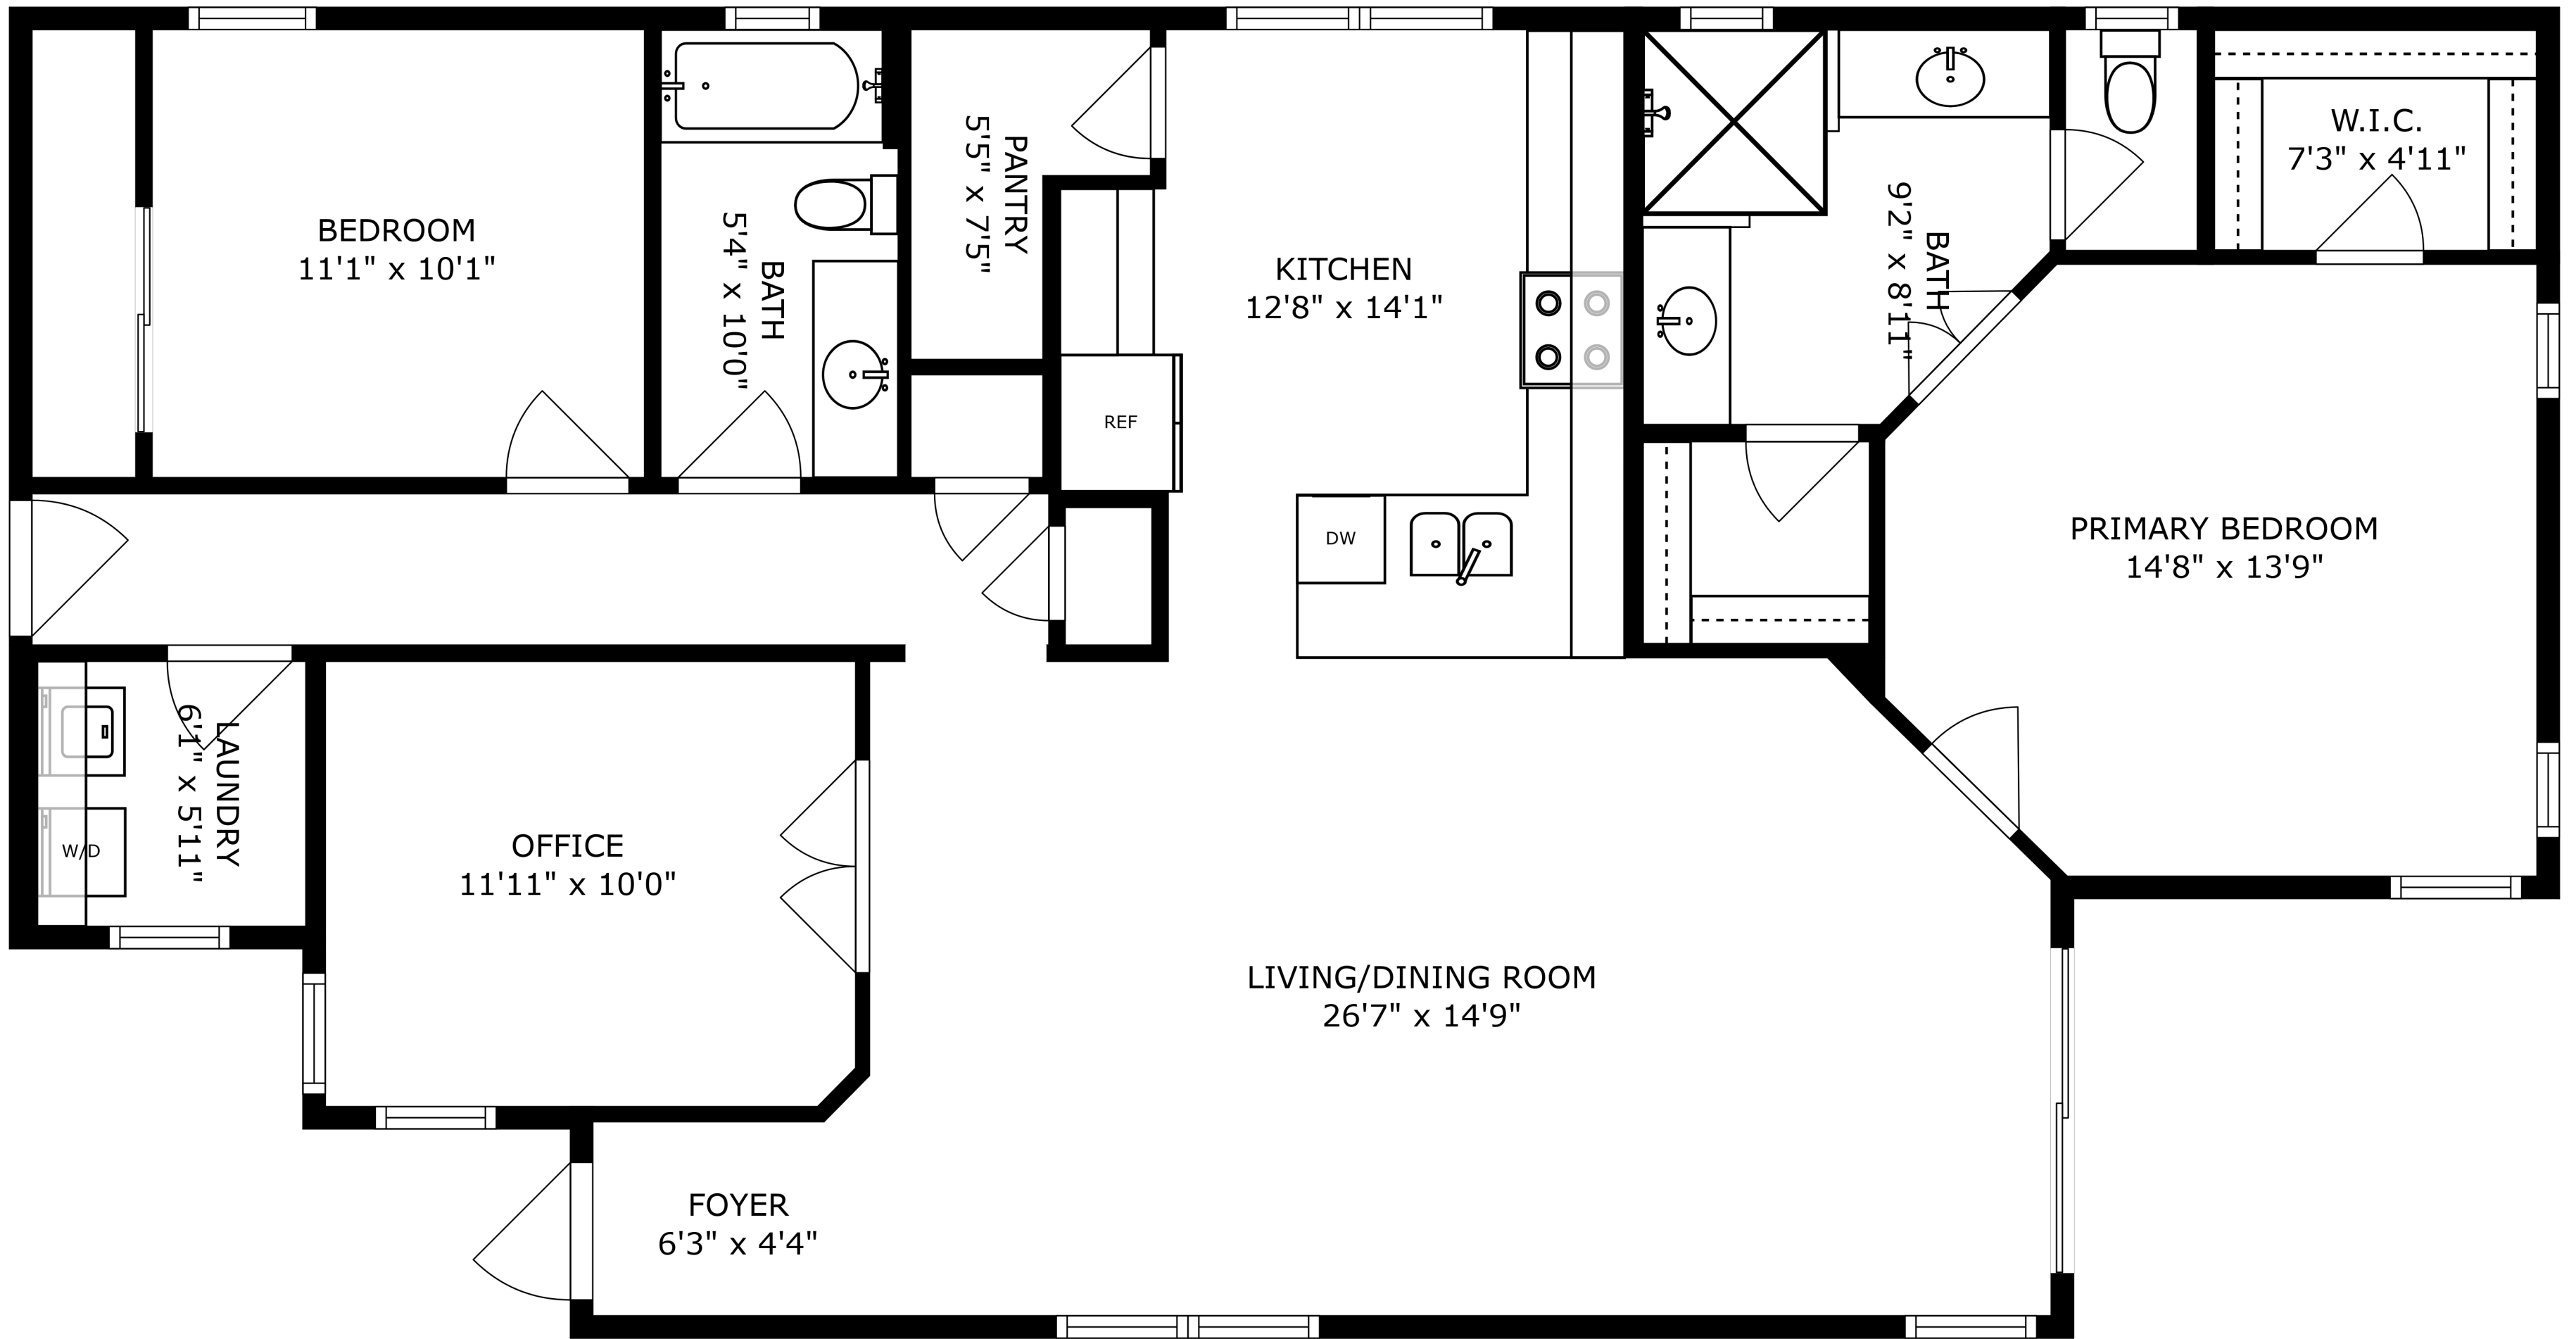 BEDROOM
11'1" x 10'1"
BATH
5'4" x 10'0"
PANTRY
5'5" x 7'5"
KITCHEN
12'8" x 14'1"
REF
DW
BATH
9'2" x 8'11"
W.I.C.
7'3" x 4'11"
PRIMARY BEDROOM
14'8" x 13'9"
LAUNDRY
6'1" x 5'11"
W/D
OFFICE
11'11" x 10'0"
LIVING/DINING ROOM
26'7" x 14'9"
FOYER
6'3" x 4'4"